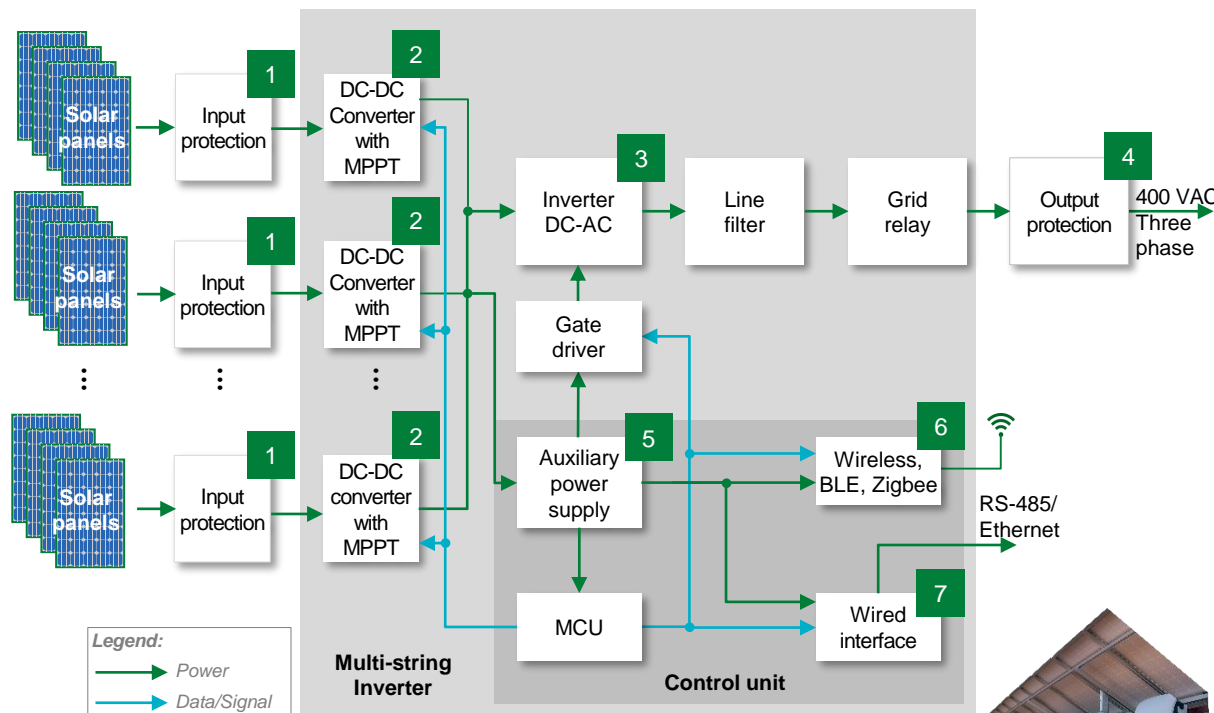 1
2
Solar
panels
Input
protection
DC-DC
Converter
with
MPPT
3
4
Inverter
DC-AC
Line
filter
Grid
relay
Output
protection
400 VAC
Three
phase
1
2
Solar
panels
Input
protection
DC-DC
Converter
with
MPPT
Gate
driver
1
2
Solar
panels
Input
protection
DC-DC
converter
with
MPPT
5
6
Auxiliary
power
supply
Wireless,
BLE, Zigbee
RS-485/
Ethernet
MCU
7
Wired
interface
Legend:
Power
Data/Signal
Multi-string
Inverter
Control unit